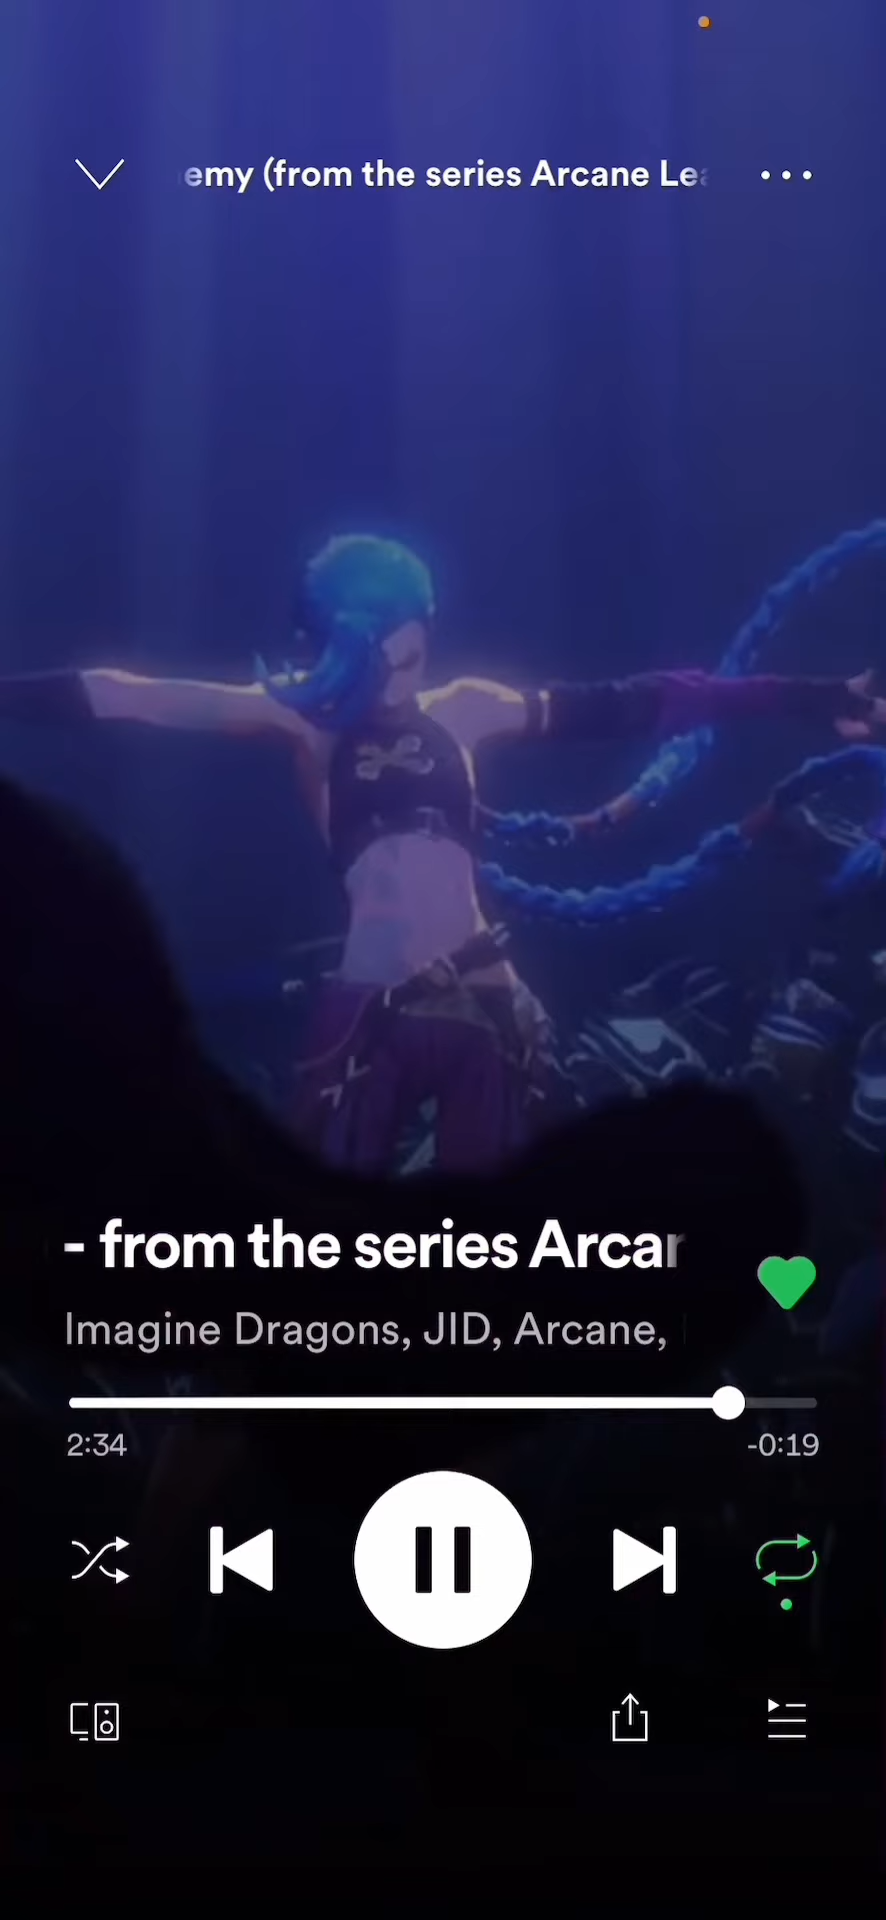 emy (from the series Arcane Le
- from the series Arcar
Imagine Dragons, JID, Arcane,
2:34
-0:19